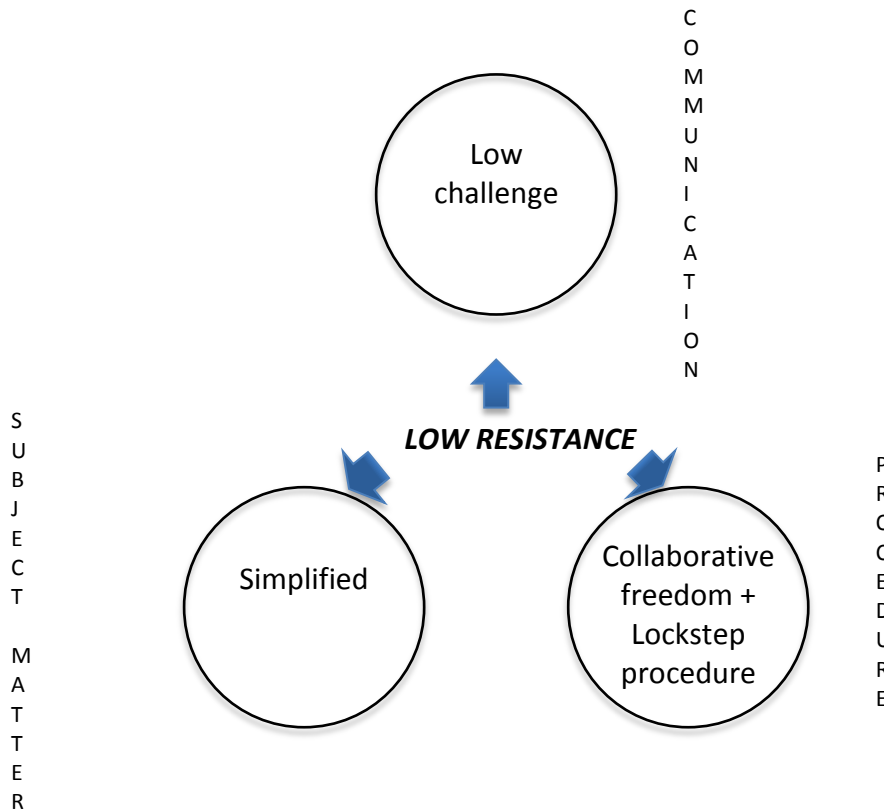 COMMUNICATION
Low
challenge
LOW RESISTANCE
SUBJECT MATTER
Simplified
Collaborative
freedom +
Lockstep
procedure
PROCEDURE